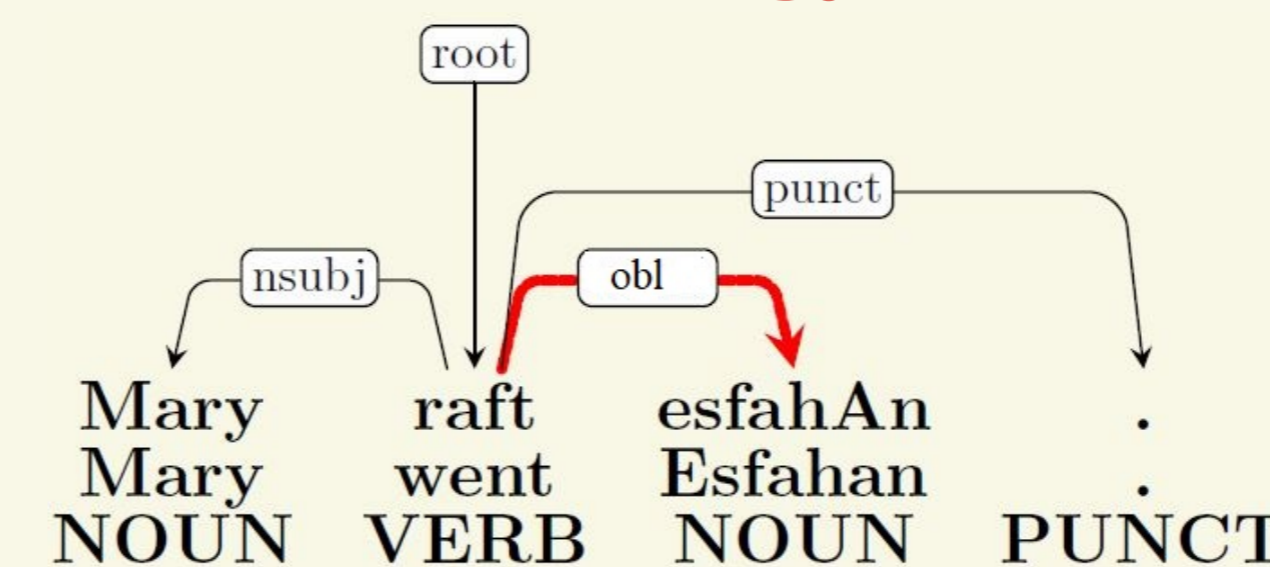 root
punct
nsubj obl
Mary raft esfahAn .
Mary went Esfahan .
NOUN VERB NOUN PUNCT